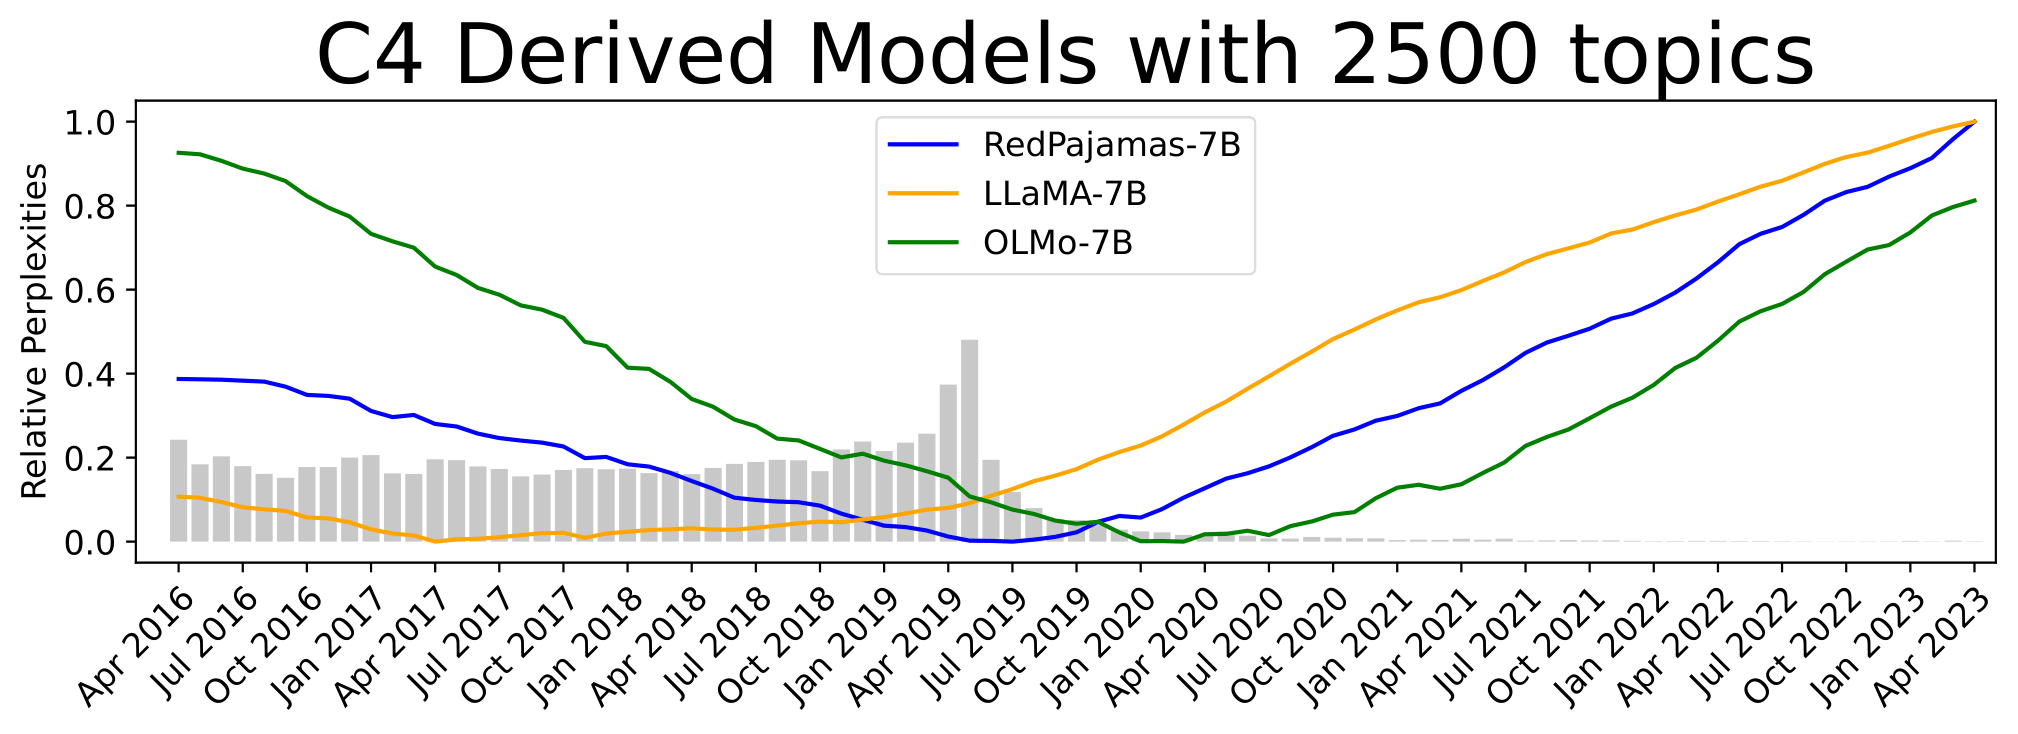 C4 Derived Models with 2500 topics
Relative Perplexities
1.0
0.8
0.6
0.4
0.2
0.0
RedPajamas-7B
LLaMA-7B
OLMo-7B
Apr 2016
Jul 2016
Oct 2016
Jan 2017
Apr 2017
Jul 2017
Oct 2017
Jan 2018
Apr 2018
Jul 2018
Oct 2018
Jan 2019
Apr 2019
Jul 2019
Oct 2019
Jan 2020
Apr 2020
Jul 2020
Oct 2020
Jan 2021
Apr 2021
Jul 2021
Oct 2021
Jan 2022
Apr 2022
Jul 2022
Oct 2022
Jan 2023
Apr 2023